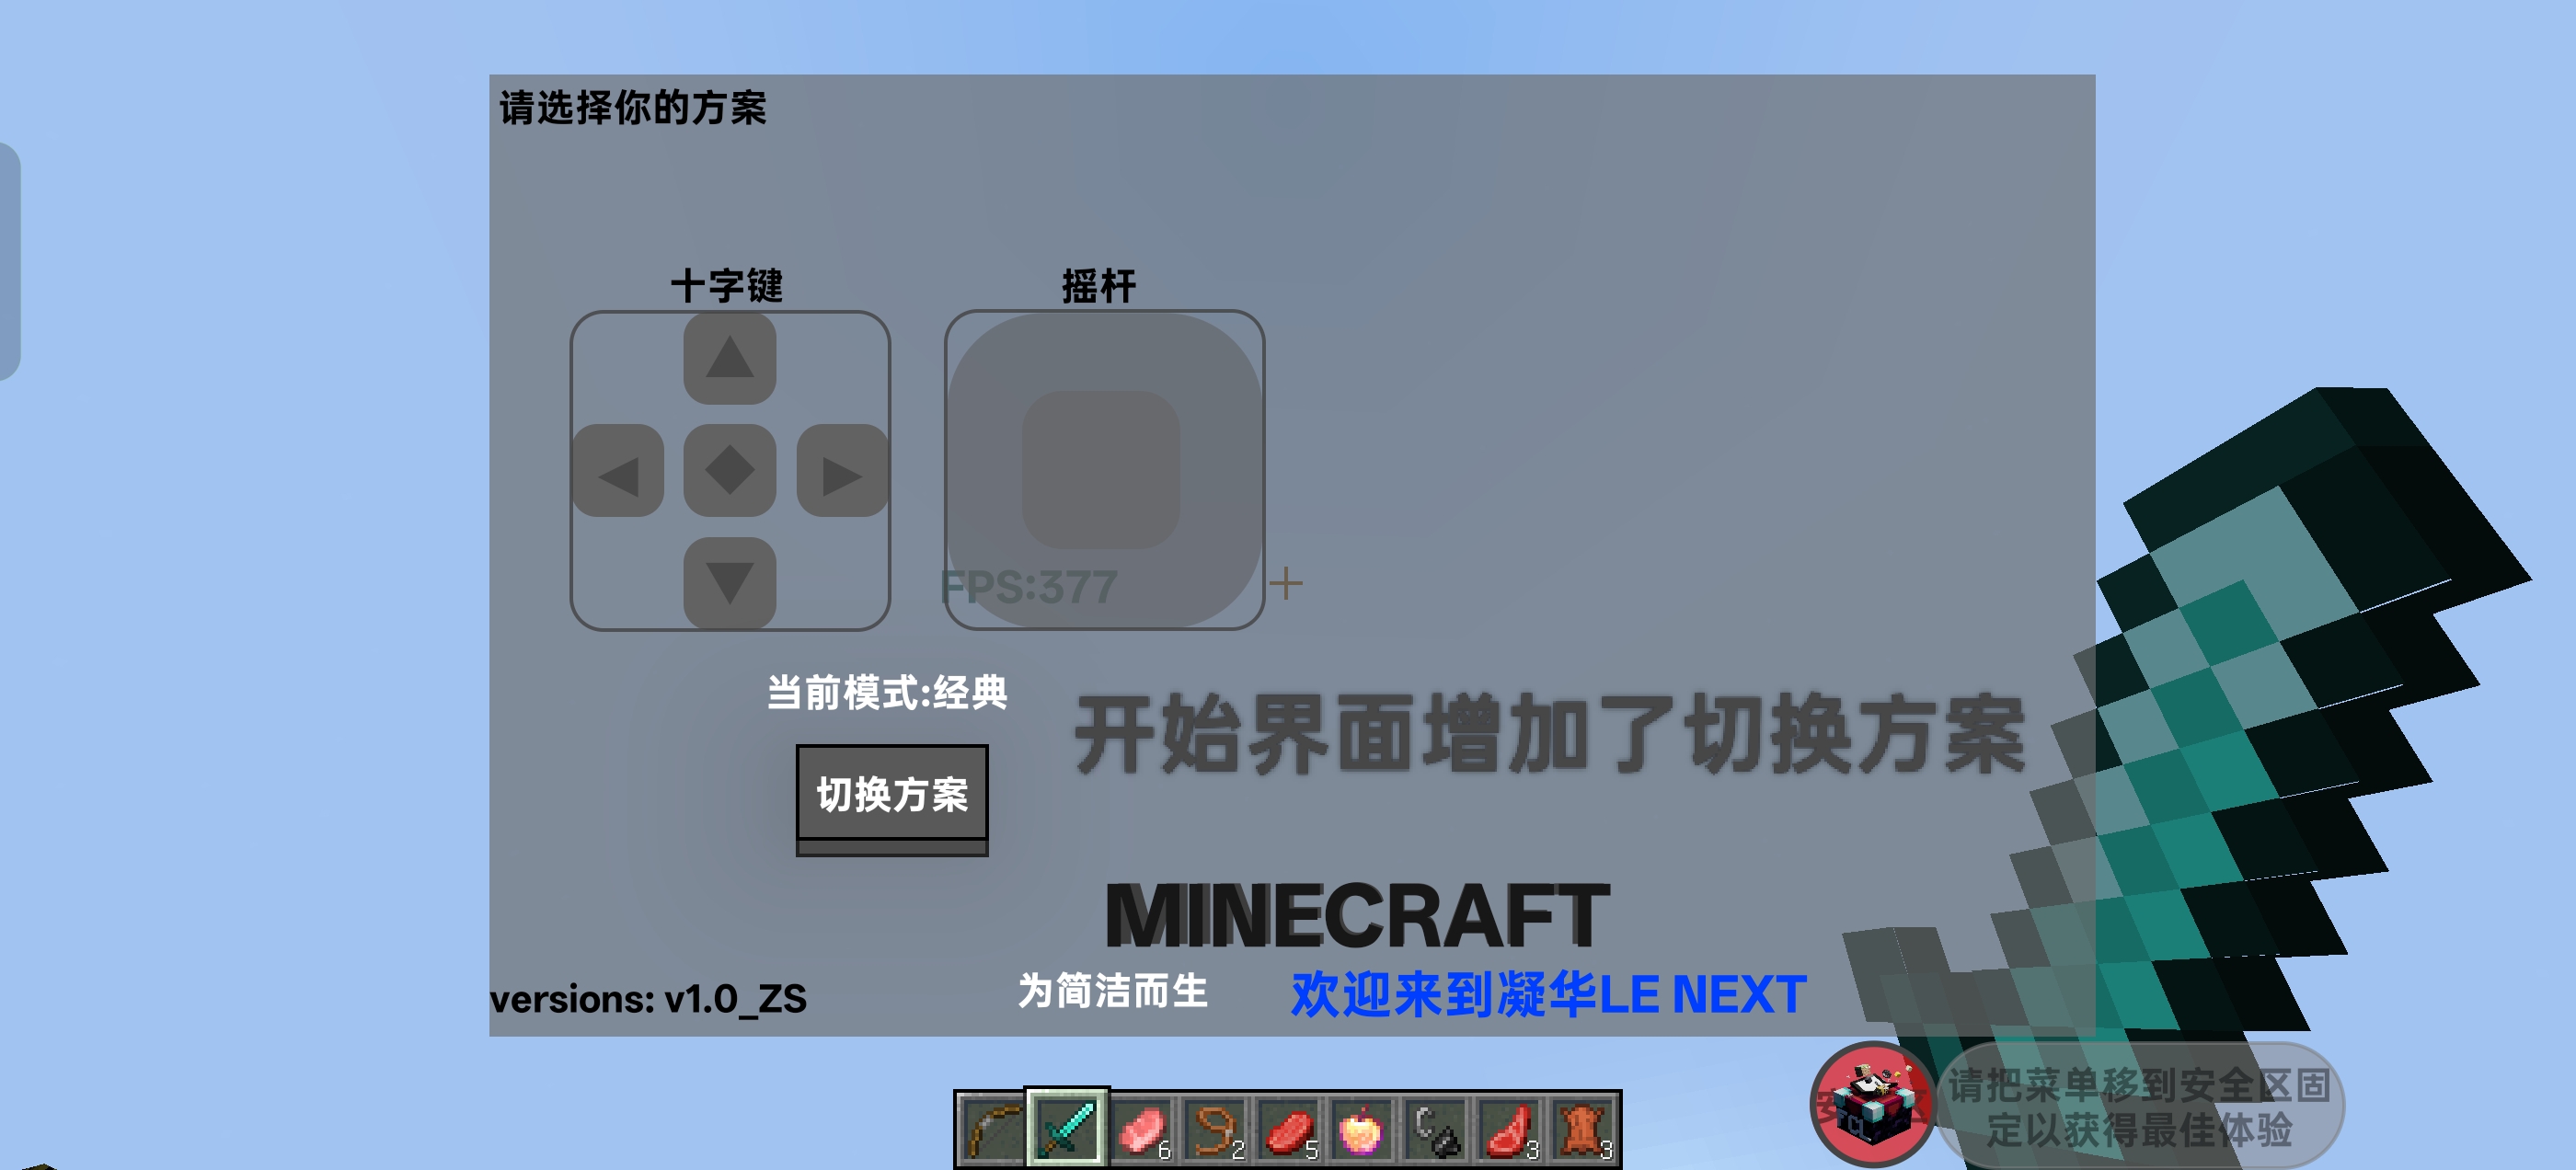 请选择你的方案
十字键
摇杆
FPS:377
当前模式:经典
开始界面增加了切换方案
切换方案
MINECRAFT
为简洁而生
欢迎来到凝华LE NEXT
versions: v1.0_ZS
请把菜单移到安全区固
定以获得最佳体验
FCL
6
2
5
3
3